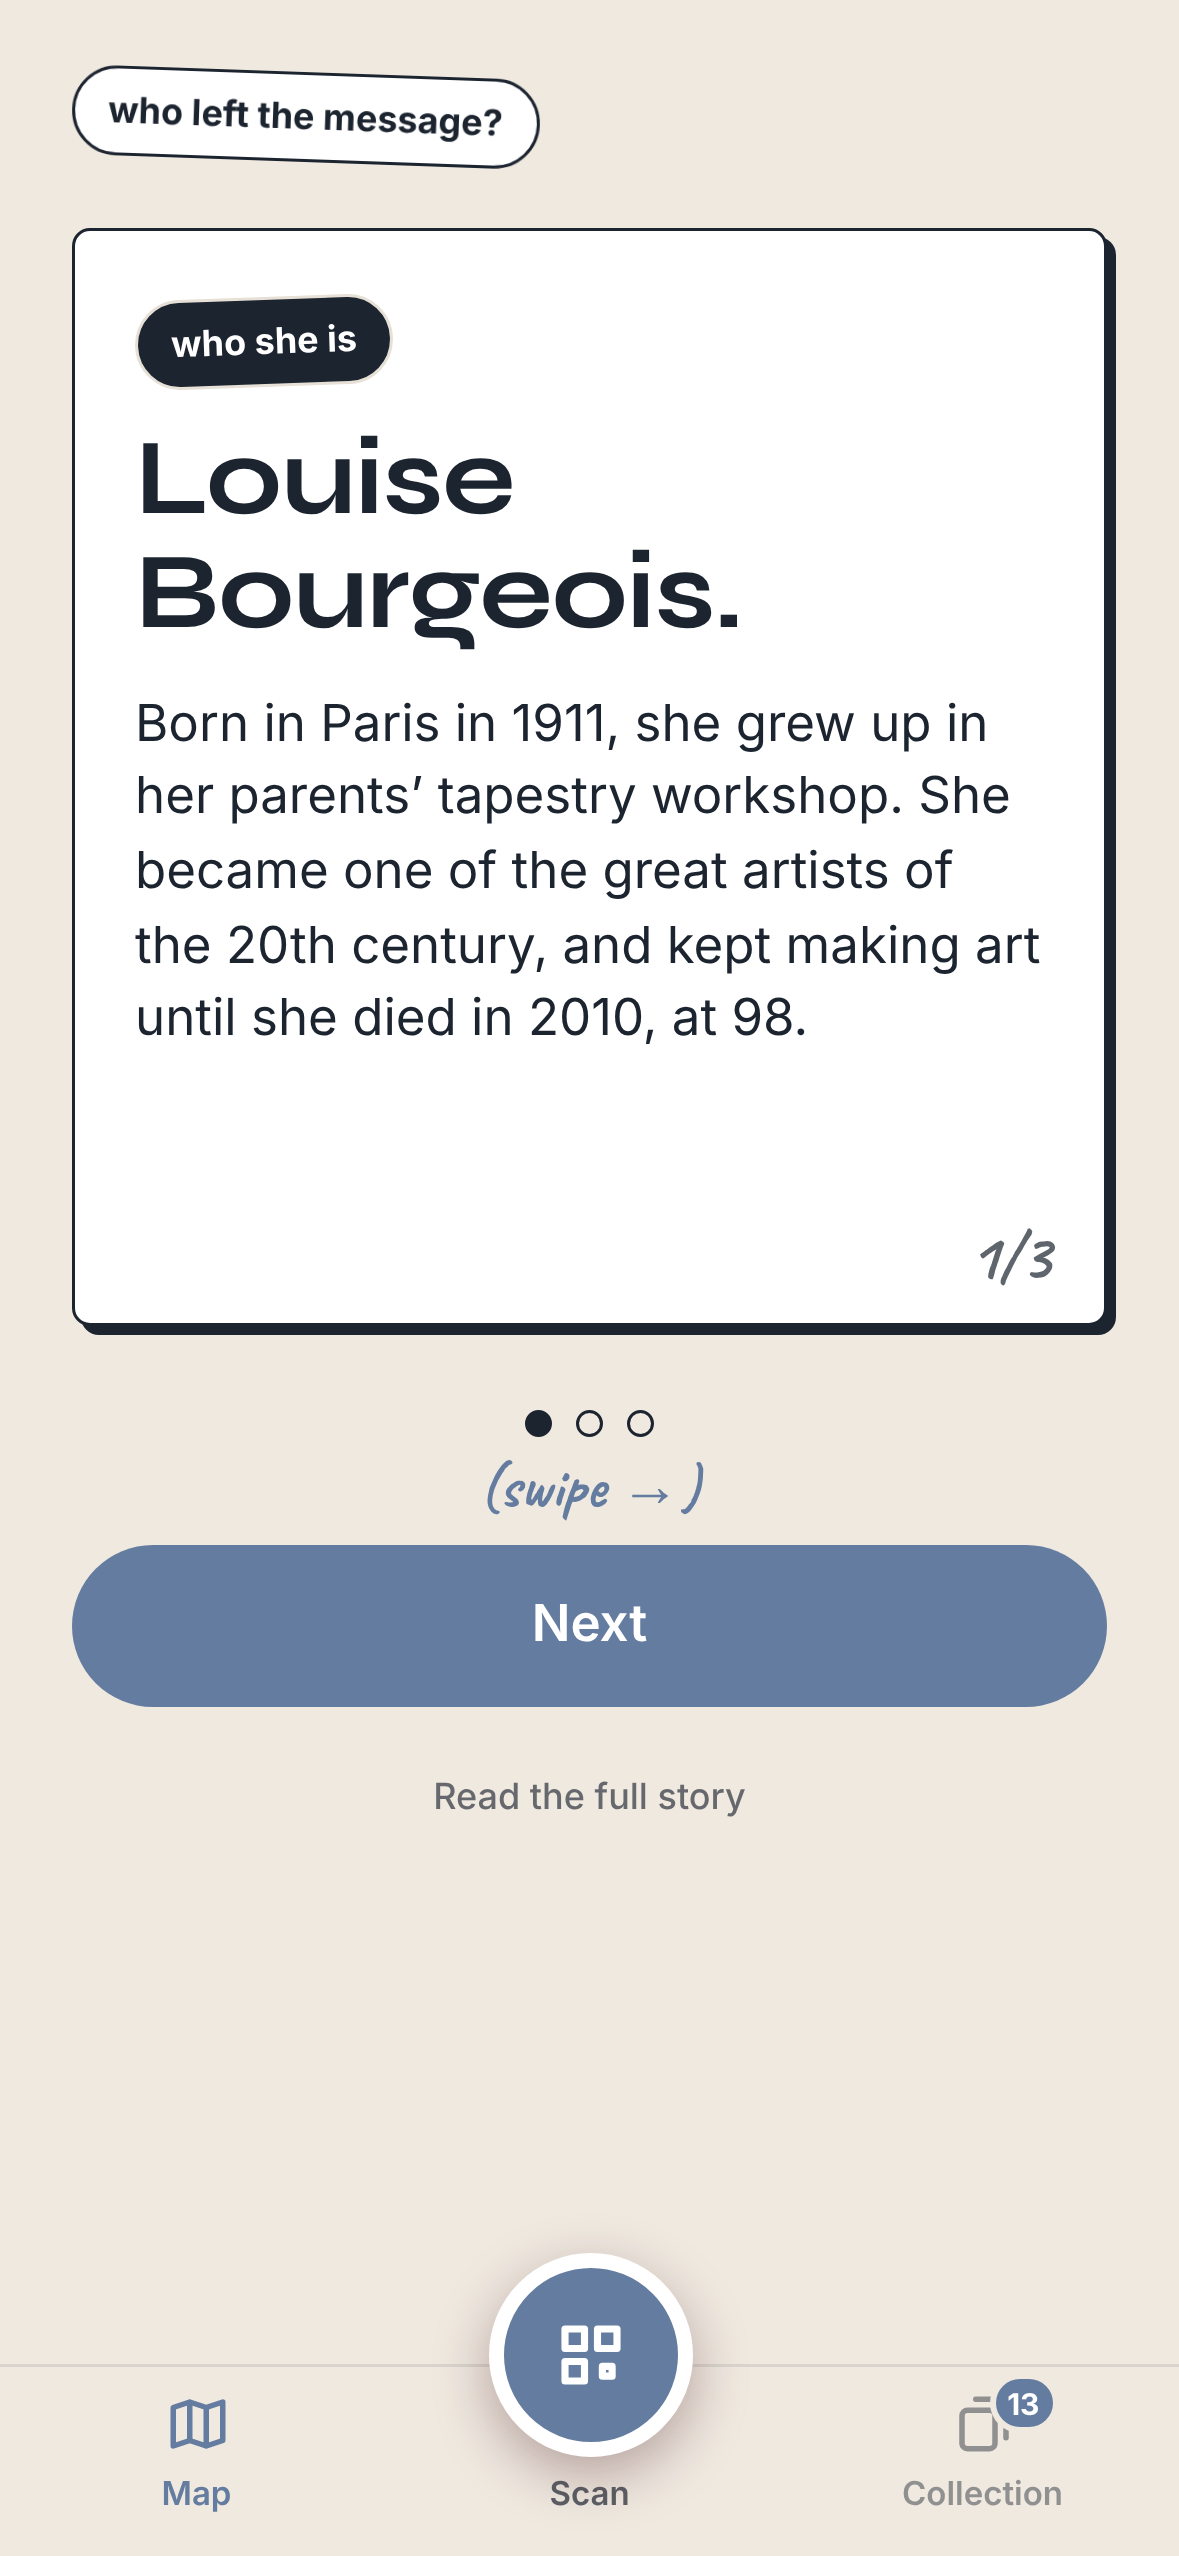 who left the message?
who she is
Louise
Bourgeois.
Born in Paris in 1911, she grew up in
her parents’ tapestry workshop. She
became one of the great artists of
the 20th century, and kept making art
until she died in 2010, at 98.
1/3
(swipe → )
Next
Read the full story
13
Map
Scan
Collection